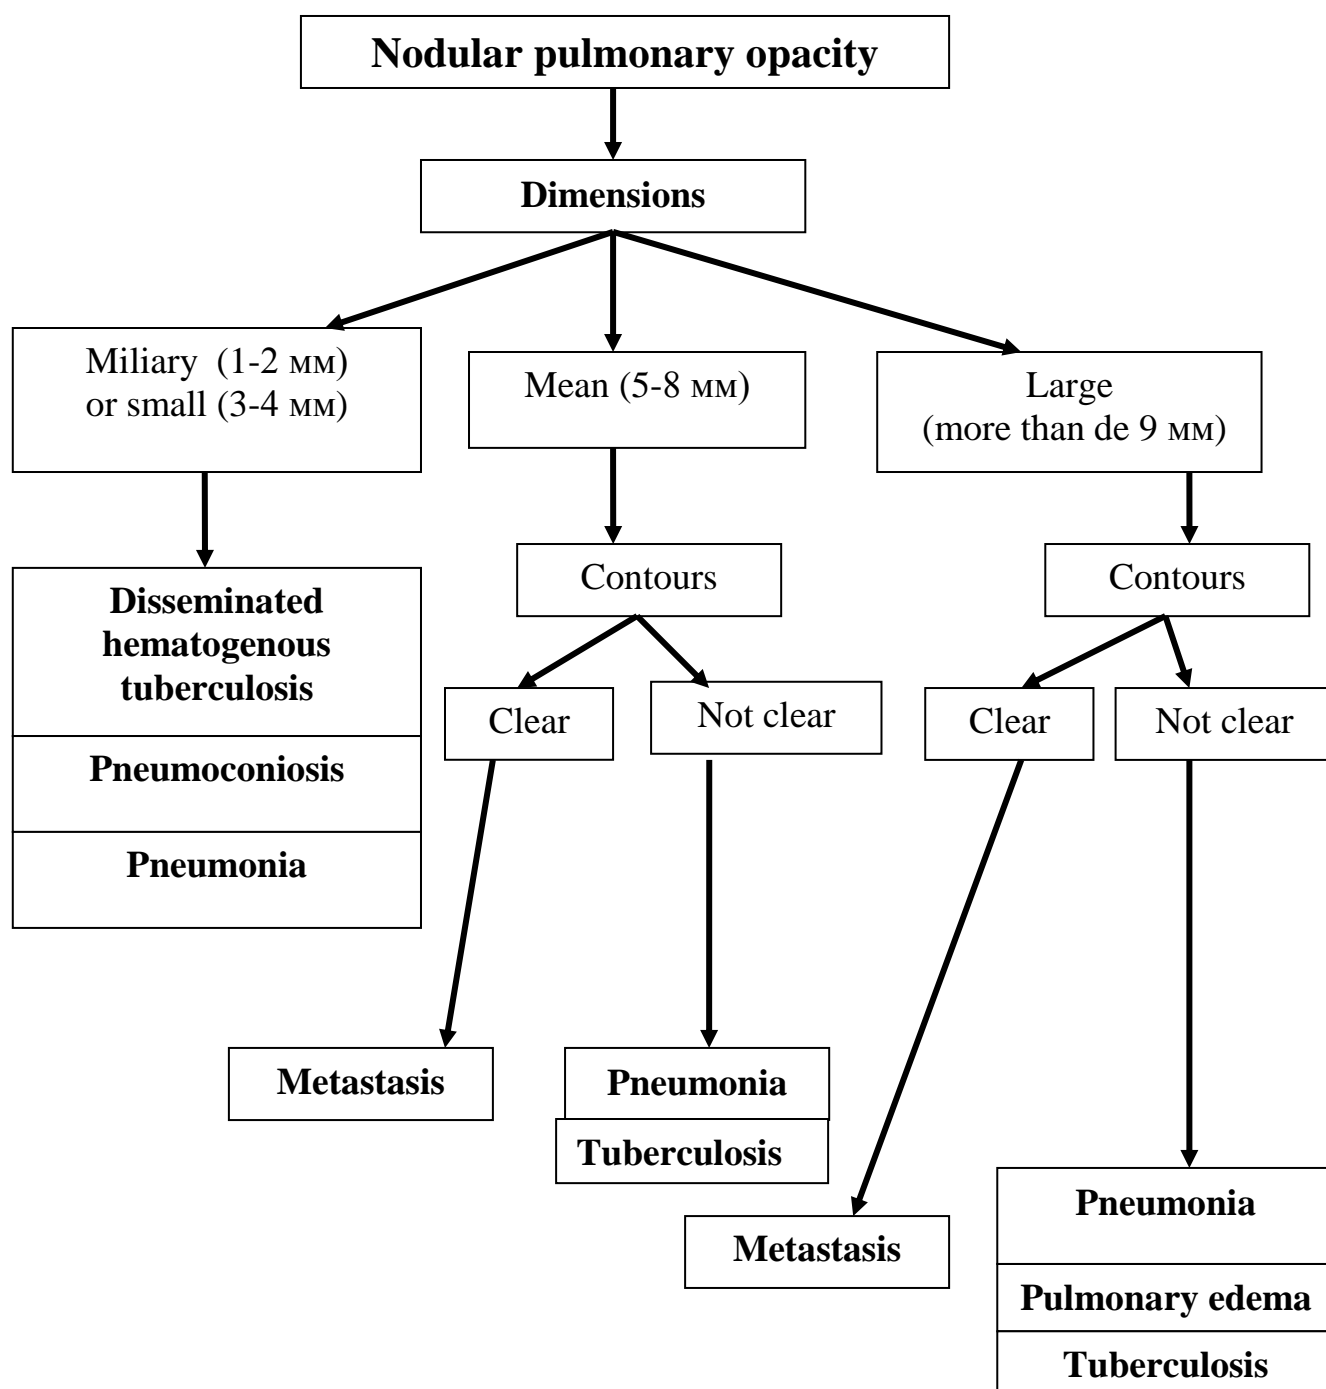 Nodular pulmonary opacity
Dimensions
Miliary (1-2 мм)
or small (3-4 мм)
Mean (5-8 мм)
Large
(more than de 9 мм)
Contours
Contours
Disseminated
hematogenous
tuberculosis
Pneumoconiosis
Pneumonia
Clear
Not clear
Clear
Not clear
Metastasis
Pneumonia
Tuberculosis
Metastasis
Pneumonia
Pulmonary edema
Tuberculosis